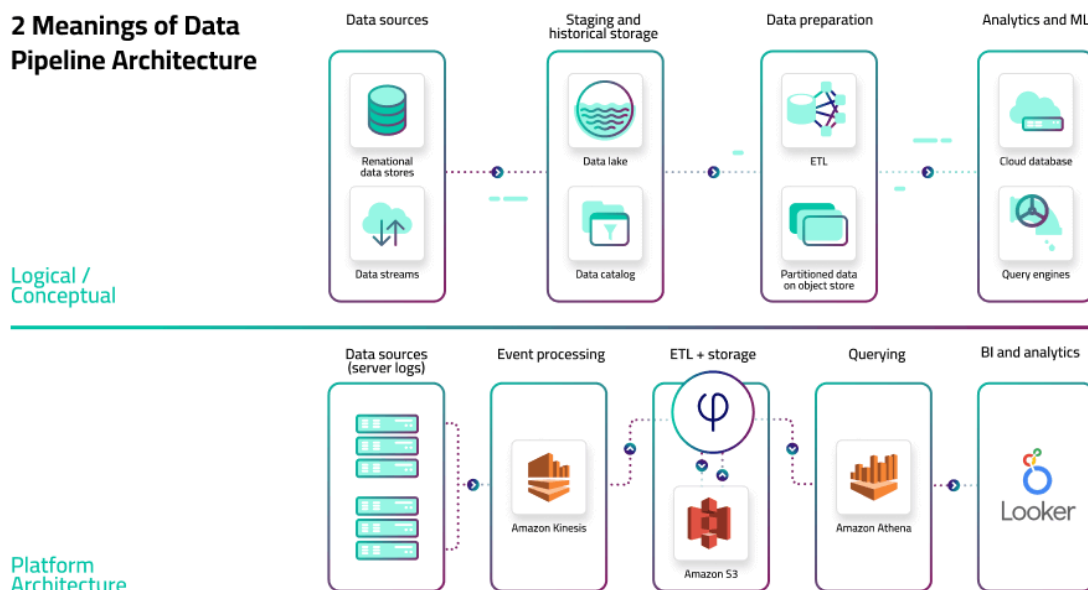 2 Meanings of Data
Pipeline Architecture
Data sources
Staging and
historical storage
Data preparation
Analytics and ML
Renational
data stores
Data lake
ETL
Cloud database
Data streams
Data catalog
Partitioned data
on object store
Query engines
Logical /
Conceptual
Data sources
(server logs)
Event processing
ETL + storage
Querying
BI and analytics
Amazon Kinesis
Amazon S3
Amazon Athena
Looker
Platform
Architecture